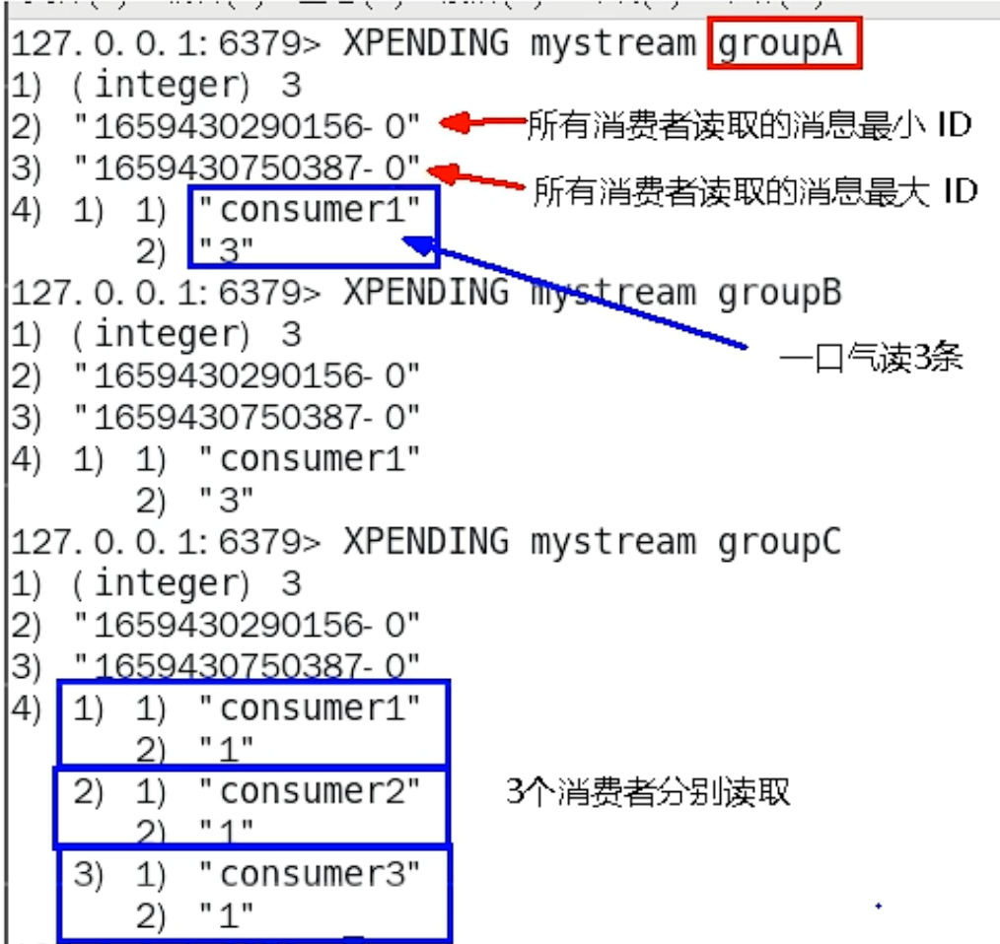 127.0.0.1:6379> XPENDING mystream groupA
1) (integer) 3
2) "1659430290156-0" 所有消费者读取的消息最小 ID
3) "1659430750387-0" 所有消费者读取的消息最大 ID
4) 1) 1) "consumer1"
2) "3"
127.0.0.1:6379> XPENDING mystream groupB
1) (integer) 3
2) "1659430290156-0"
一口气读3条
3) "1659430750387-0"
4) 1) 1) "consumer1"
2) "3"
127.0.0.1:6379> XPENDING mystream groupC
1) (integer) 3
2) "1659430290156-0"
3) "1659430750387-0"
4) 1) 1) "consumer1"
2) "1"
2) 1) "consumer2"
3个消费者分别读取
2) "1"
3) 1) "consumer3"
2) "1"